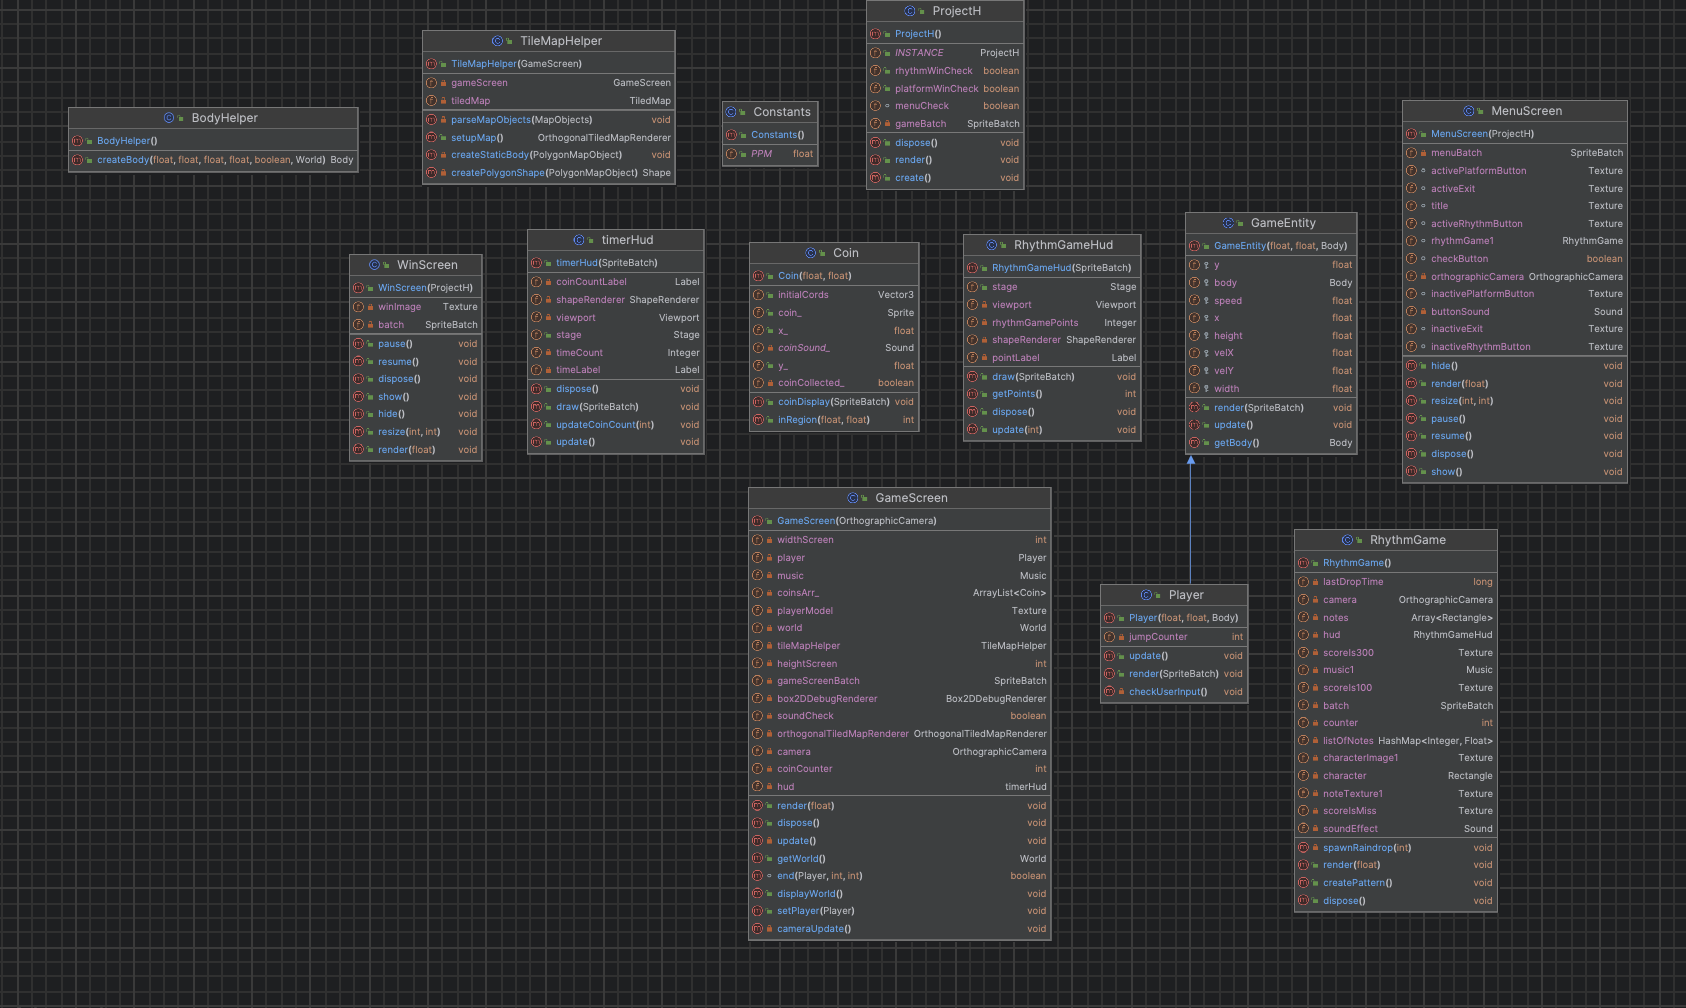 ProjectH
ProjectH()
INSTANCE ProjectH
rhythmWinCheck boolean
platformWinCheck boolean
menuCheck boolean
gameBatch SpriteBatch
dispose() void
render() void
create() void
TileMapHelper
TileMapHelper(GameScreen)
gameScreen GameScreen
tiledMap TiledMap
parseMapObjects(MapObjects) void
setupMap() OrthogonalTiledMapRenderer
createStaticBody(PolygonMapObject) void
createPolygonShape(PolygonMapObject) Shape
BodyHelper
BodyHelper()
createBody(float, float, float, float, boolean, World) Body
Constants
Constants()
PPM float
MenuScreen
MenuScreen(ProjectH)
menuBatch SpriteBatch
activePlatformButton Texture
activeExit Texture
title Texture
activeRhythmButton Texture
rhythmGame1 RhythmGame
checkButton boolean
orthographicCamera OrthographicCamera
inactivePlatformButton Texture
buttonSound Sound
inactiveExit Texture
inactiveRhythmButton Texture
hide() void
render(float) void
resize(int, int) void
pause() void
resume() void
dispose() void
show() void
WinScreen
WinScreen(ProjectH)
winImage Texture
batch SpriteBatch
pause() void
resume() void
dispose() void
show() void
hide() void
resize(int, int) void
render(float) void
timerHud
timerHud(SpriteBatch)
coinCountLabel Label
shapeRenderer ShapeRenderer
viewport Viewport
stage Stage
timeCount Integer
timeLabel Label
dispose() void
draw(SpriteBatch) void
updateCoinCount(int) void
update() void
Coin
Coin(float, float)
initialCords Vector3
coin_ Sprite
x_ float
coinSound_ Sound
y_ float
coinCollected_ boolean
coinDisplay(SpriteBatch) void
inRegion(float, float) int
RhythmGameHud
RhythmGameHud(SpriteBatch)
stage Stage
viewport Viewport
rhythmGamePoints Integer
shapeRenderer ShapeRenderer
pointLabel Label
draw(SpriteBatch) void
getPoints() int
dispose() void
update(int) void
GameEntity
GameEntity(float, float, Body)
y float
body Body
speed float
x float
height float
velX float
velY float
width float
render(SpriteBatch) void
update() void
getBody() Body
GameScreen
GameScreen(OrthographicCamera)
widthScreen int
player Player
music Music
coinsArr_ ArrayList<Coin>
playerModel Texture
world World
tileMapHelper TileMapHelper
heightScreen int
gameScreenBatch SpriteBatch
box2DDebugRenderer Box2DDebugRenderer
soundCheck boolean
orthogonalTiledMapRenderer OrthogonalTiledMapRenderer
camera OrthographicCamera
coinCounter int
hud timerHud
render(float) void
dispose() void
update() void
getWorld() World
end(Player, int, int) boolean
displayWorld() void
setPlayer(Player) void
cameraUpdate() void
Player
Player(float, float, Body)
jumpCounter int
update() void
render(SpriteBatch) void
checkUserInput() void
RhythmGame
RhythmGame()
lastDropTime long
camera OrthographicCamera
notes Array<Rectangle>
hud RhythmGameHud
scoreIs300 Texture
music1 Music
scoreIs100 Texture
batch SpriteBatch
counter int
listOfNotes HashMap<Integer, Float>
characterImage1 Texture
character Rectangle
noteTexture1 Texture
scoreIsMiss Texture
soundEffect Sound
spawnRaindrop(int) void
render(float) void
createPattern() void
dispose() void